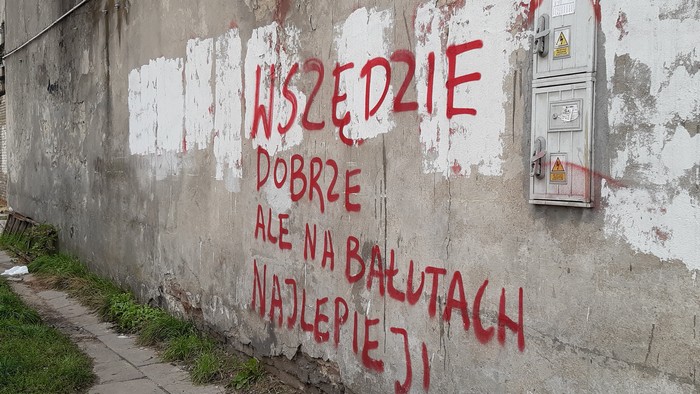 WSZĘDZIE
DOBRZE
ALE NA BAŁUTACH
NAJLEPIEJ